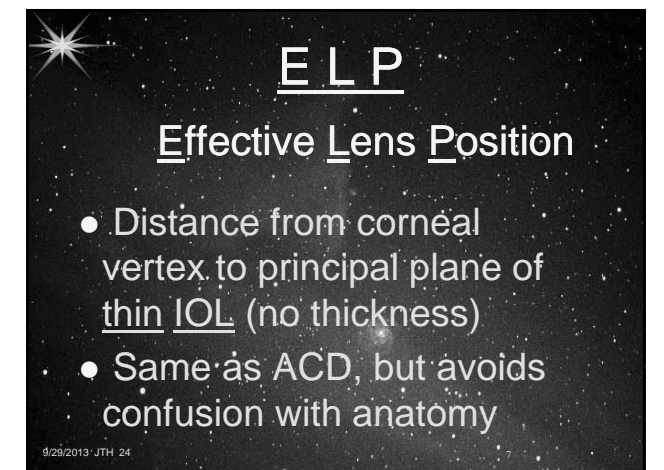 E L P
Effective Lens Position
● Distance from corneal
vertex to principal plane of
thin IOL (no thickness)
● Same as ACD, but avoids
confusion with anatomy
9/29/2013 JTH 24
7